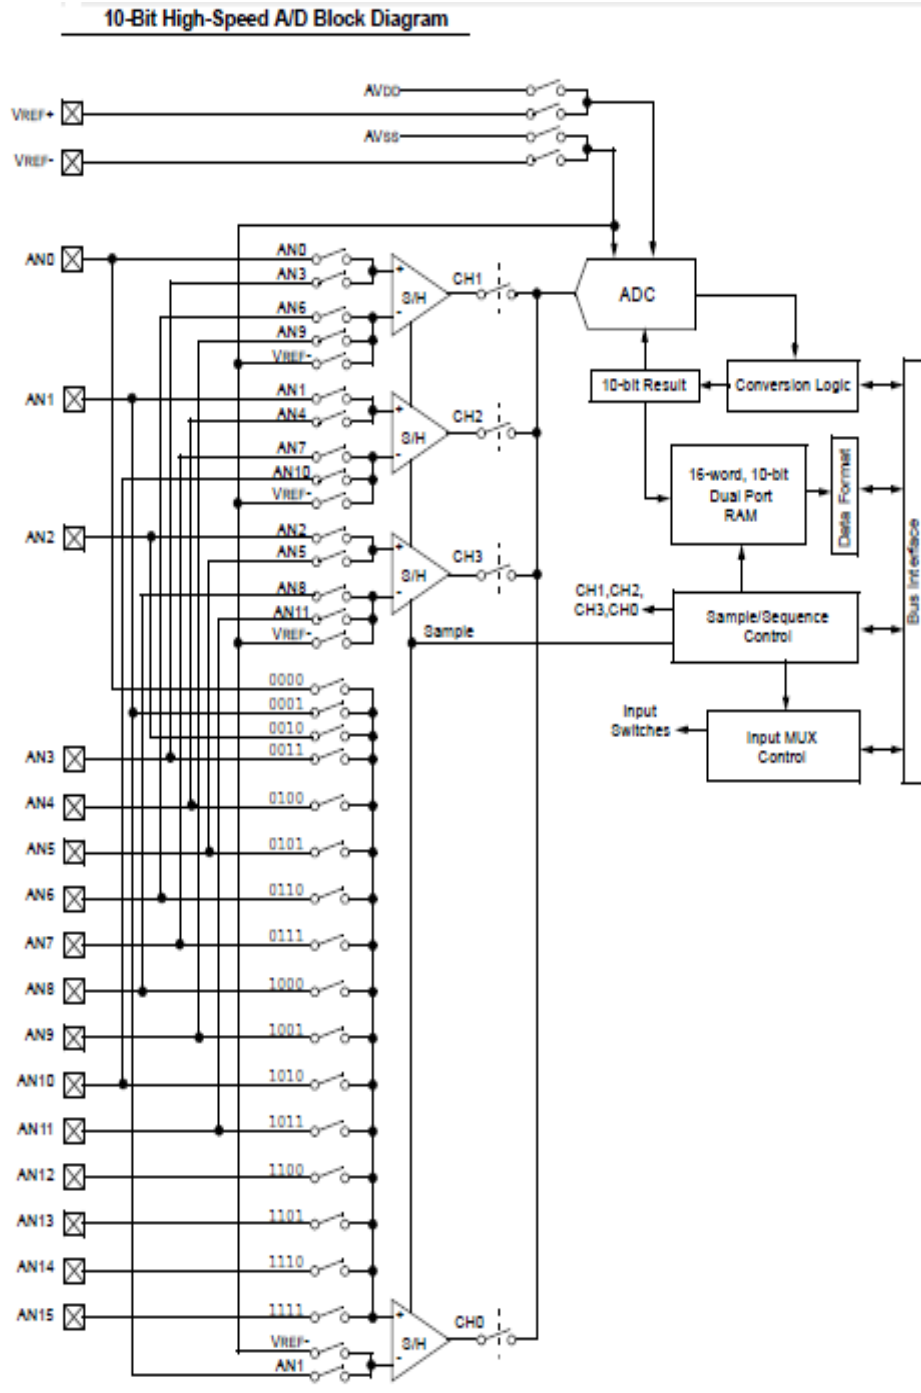 10-Bit High-Speed A/D Block Diagram
AVDD
VREF+
AVSS
VREF-
AN0
AN0
AN3
AN6
AN9
VREF-
+
-
S/H
CH1
ADC
10-bit Result
Conversion Logic
AN1
AN1
AN4
AN7
AN10
VREF-
+
-
S/H
CH2
16-word, 10-bit
Dual Port
RAM
Data Format
Bus Interface
AN2
AN2
AN5
AN8
AN11
VREF-
+
-
S/H
CH3
CH1,CH2,
CH3,CH0
Sample/Sequence
Control
Sample
Input
Switches
Input MUX
Control
0000
0001
0010
AN3 0011
AN4 0100
AN5 0101
AN6 0110
AN7 0111
AN8 1000
AN9 1001
AN10 1010
AN11 1011
AN12 1100
AN13 1101
AN14 1110
AN15 1111
VREF-
AN1
+
-
S/H
CH0